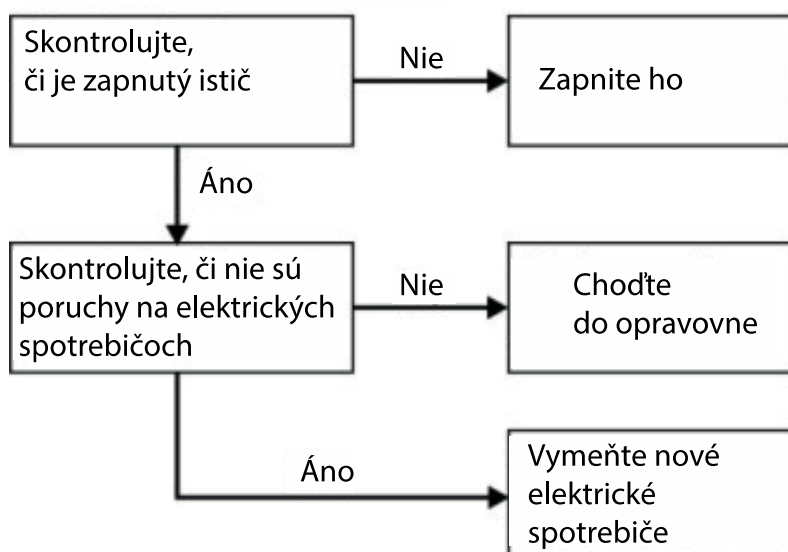 Skontrolujte,
či je zapnutý istič
Nie
Zapnite ho
Áno
Skontrolujte, či nie sú
poruchy na elektrických
spotrebičoch
Nie
Choďte
do opravovne
Áno
Vymeňte nové
elektrické
spotrebiče